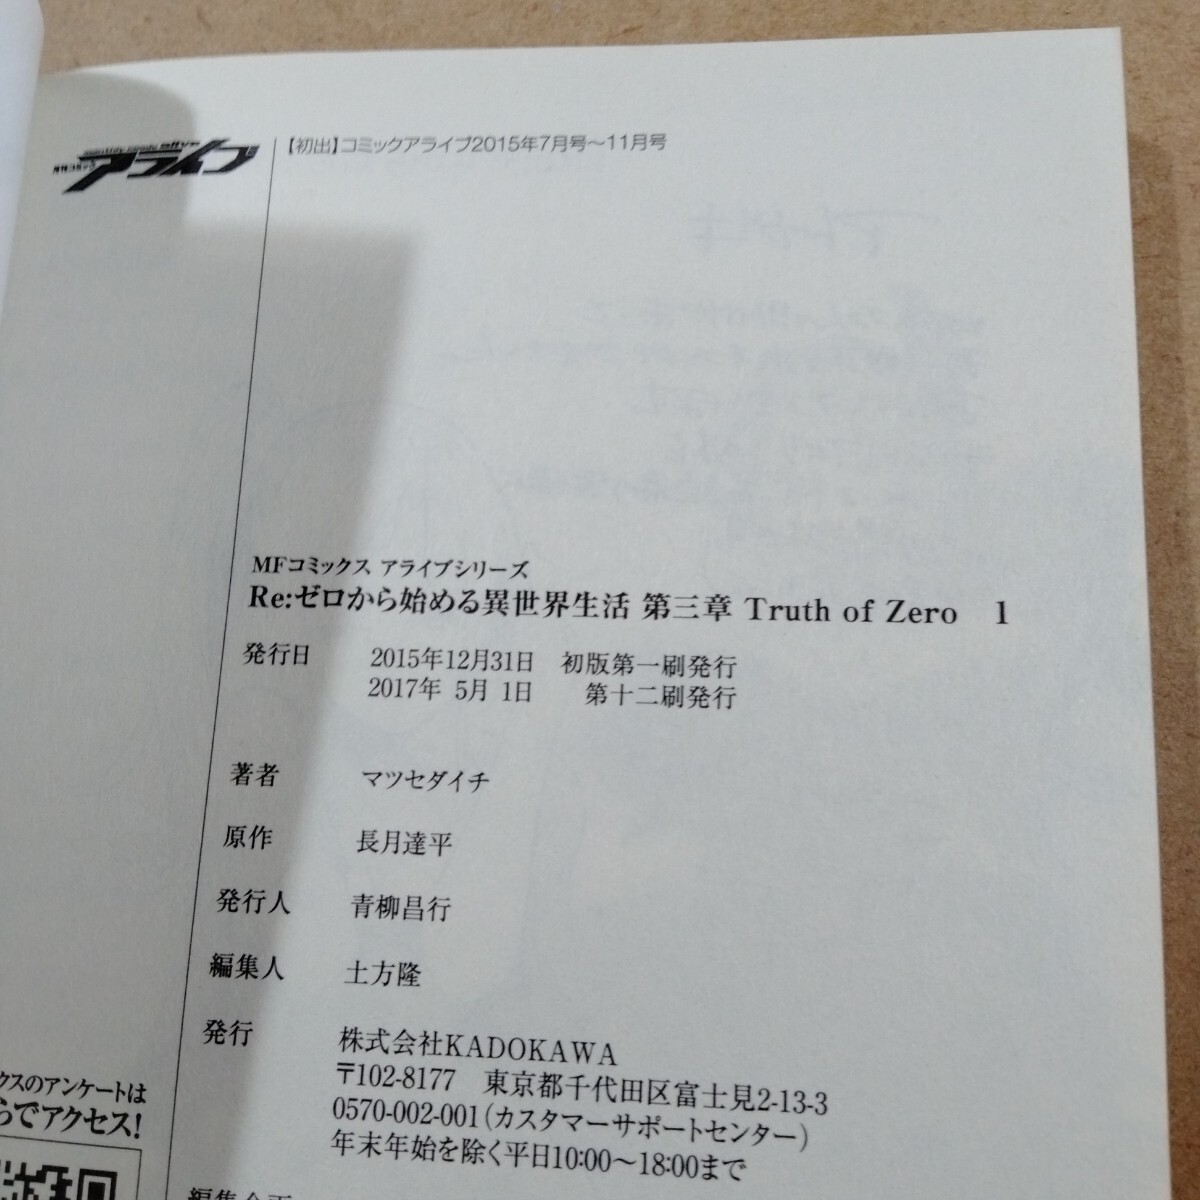 月刊コミック
アライブ
【初出】コミックアライブ2015年7月号～11月号
MFコミックス アライブシリーズ
Re:ゼロから始める異世界生活 第三章 Truth of Zero 1
発行日 2015年12月31日 初版第一刷発行
2017年 5月 1日 第十二刷発行
著者 マツセダイチ
原作 長月達平
発行人 青柳昌行
編集人 土方隆
発行 株式会社KADOKAWA
〒102-8177 東京都千代田区富士見2-13-3
0570-002-001（カスタマーサポートセンター）
年末年始を除く平日10:00～18:00まで
クスのアンケートは
らでアクセス！
編集企画